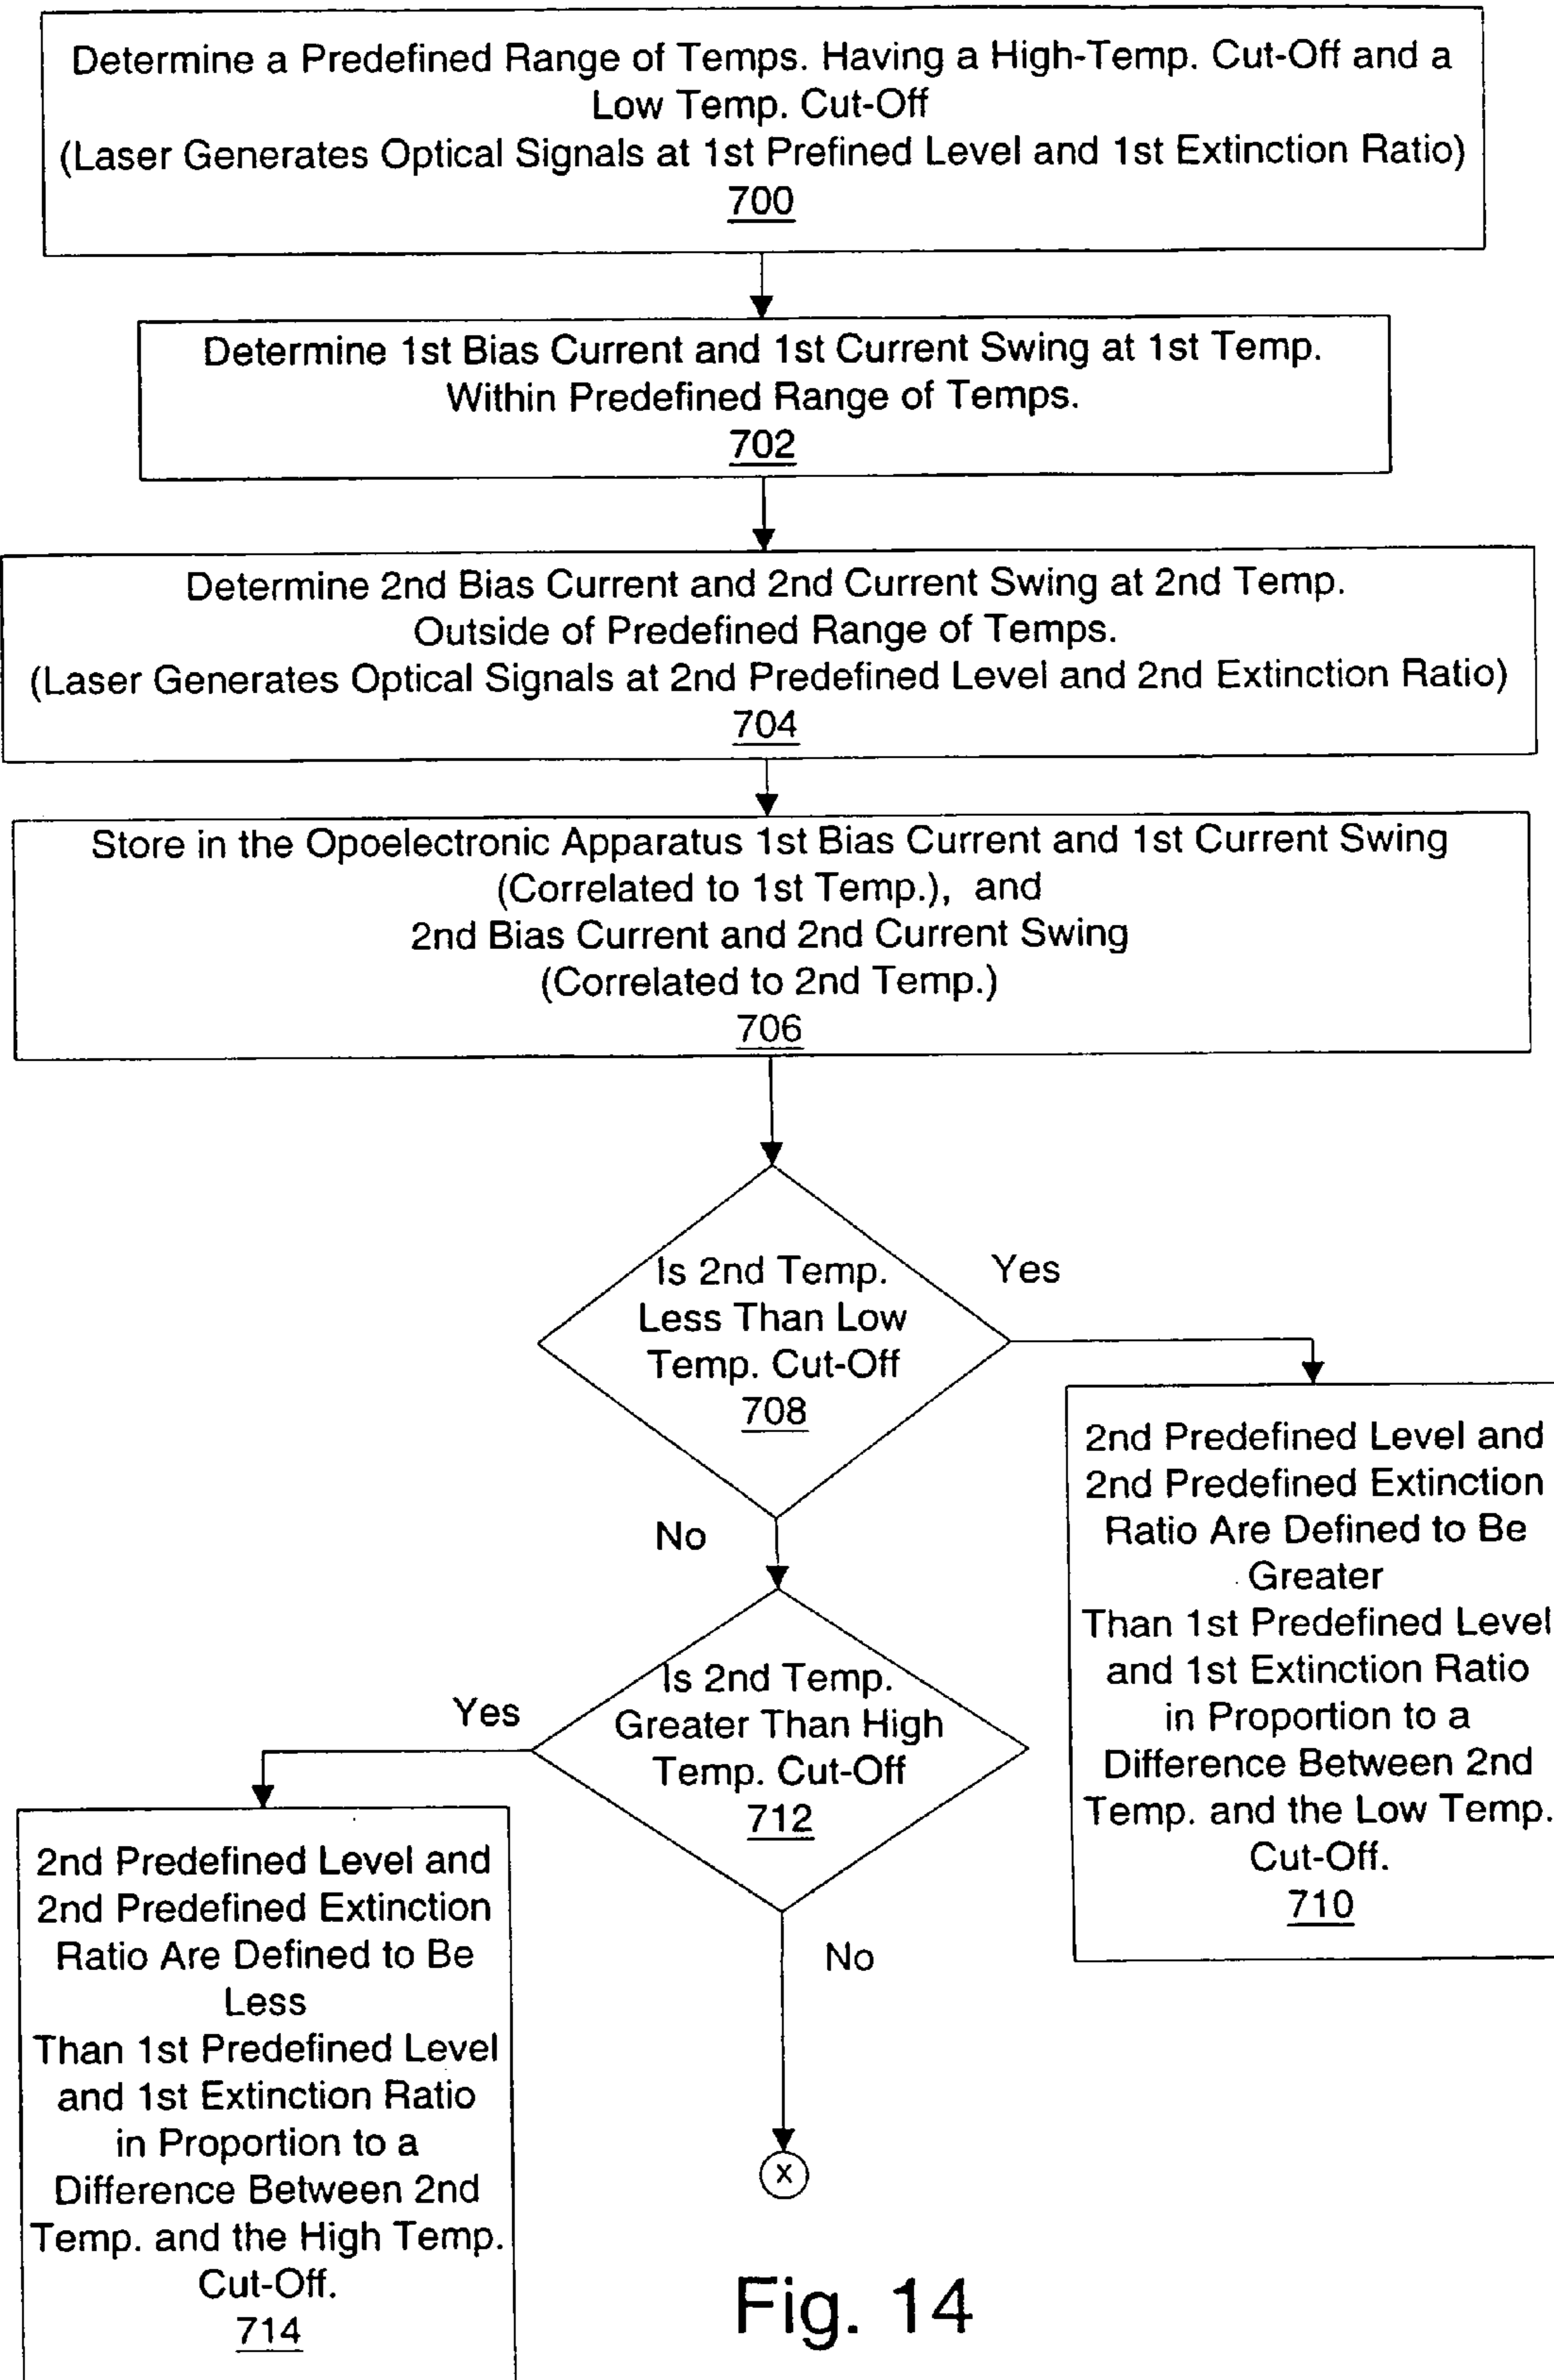 Determine a Predefined Range of Temps. Having a High-Temp. Cut-Off and a
Low Temp. Cut-Off
(Laser Generates Optical Signals at 1st Prefined Level and 1st Extinction Ratio)
700
Determine 1st Bias Current and 1st Current Swing at 1st Temp.
Within Predefined Range of Temps.
702
Determine 2nd Bias Current and 2nd Current Swing at 2nd Temp.
Outside of Predefined Range of Temps.
(Laser Generates Optical Signals at 2nd Predefined Level and 2nd Extinction Ratio)
704
Store in the Opoelectronic Apparatus 1st Bias Current and 1st Current Swing
(Correlated to 1st Temp.), and
2nd Bias Current and 2nd Current Swing
(Correlated to 2nd Temp.)
706
Is 2nd Temp.
Less Than Low
Temp. Cut-Off
708
Yes
No
2nd Predefined Level and
2nd Predefined Extinction
Ratio Are Defined to Be
Greater
Than 1st Predefined Level
and 1st Extinction Ratio
in Proportion to a
Difference Between 2nd
Temp. and the Low Temp.
Cut-Off.
710
Is 2nd Temp.
Greater Than High
Temp. Cut-Off
712
Yes
No
2nd Predefined Level and
2nd Predefined Extinction
Ratio Are Defined to Be
Less
Than 1st Predefined Level
and 1st Extinction Ratio
in Proportion to a
Difference Between 2nd
Temp. and the High Temp.
Cut-Off.
714
X
Fig. 14